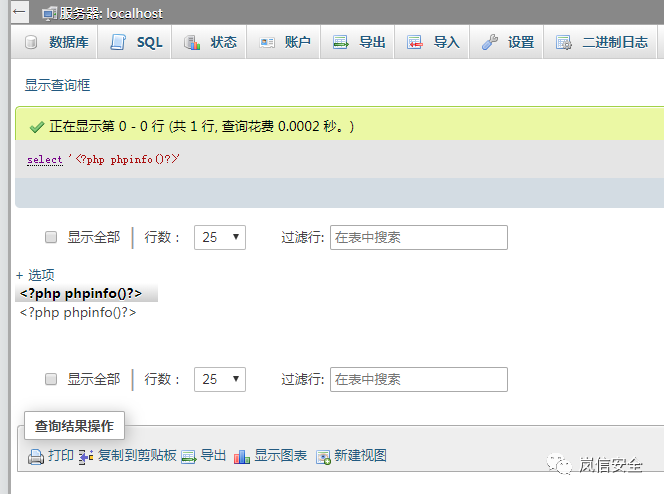 服务器: localhost
数据库 SQL 状态 账户 导出 导入 设置 二进制日志
显示查询框
正在显示第 0 - 0 行 (共 1 行, 查询花费 0.0002 秒。)
select '<?php phpinfo()?>'
显示全部 行数： 25 过滤行: 在表中搜索
+ 选项
<?php phpinfo()?>
<?php phpinfo()?>
显示全部 行数： 25 过滤行: 在表中搜索
查询结果操作
打印 复制到剪贴板 导出 显示图表 新建视图
岚信安全